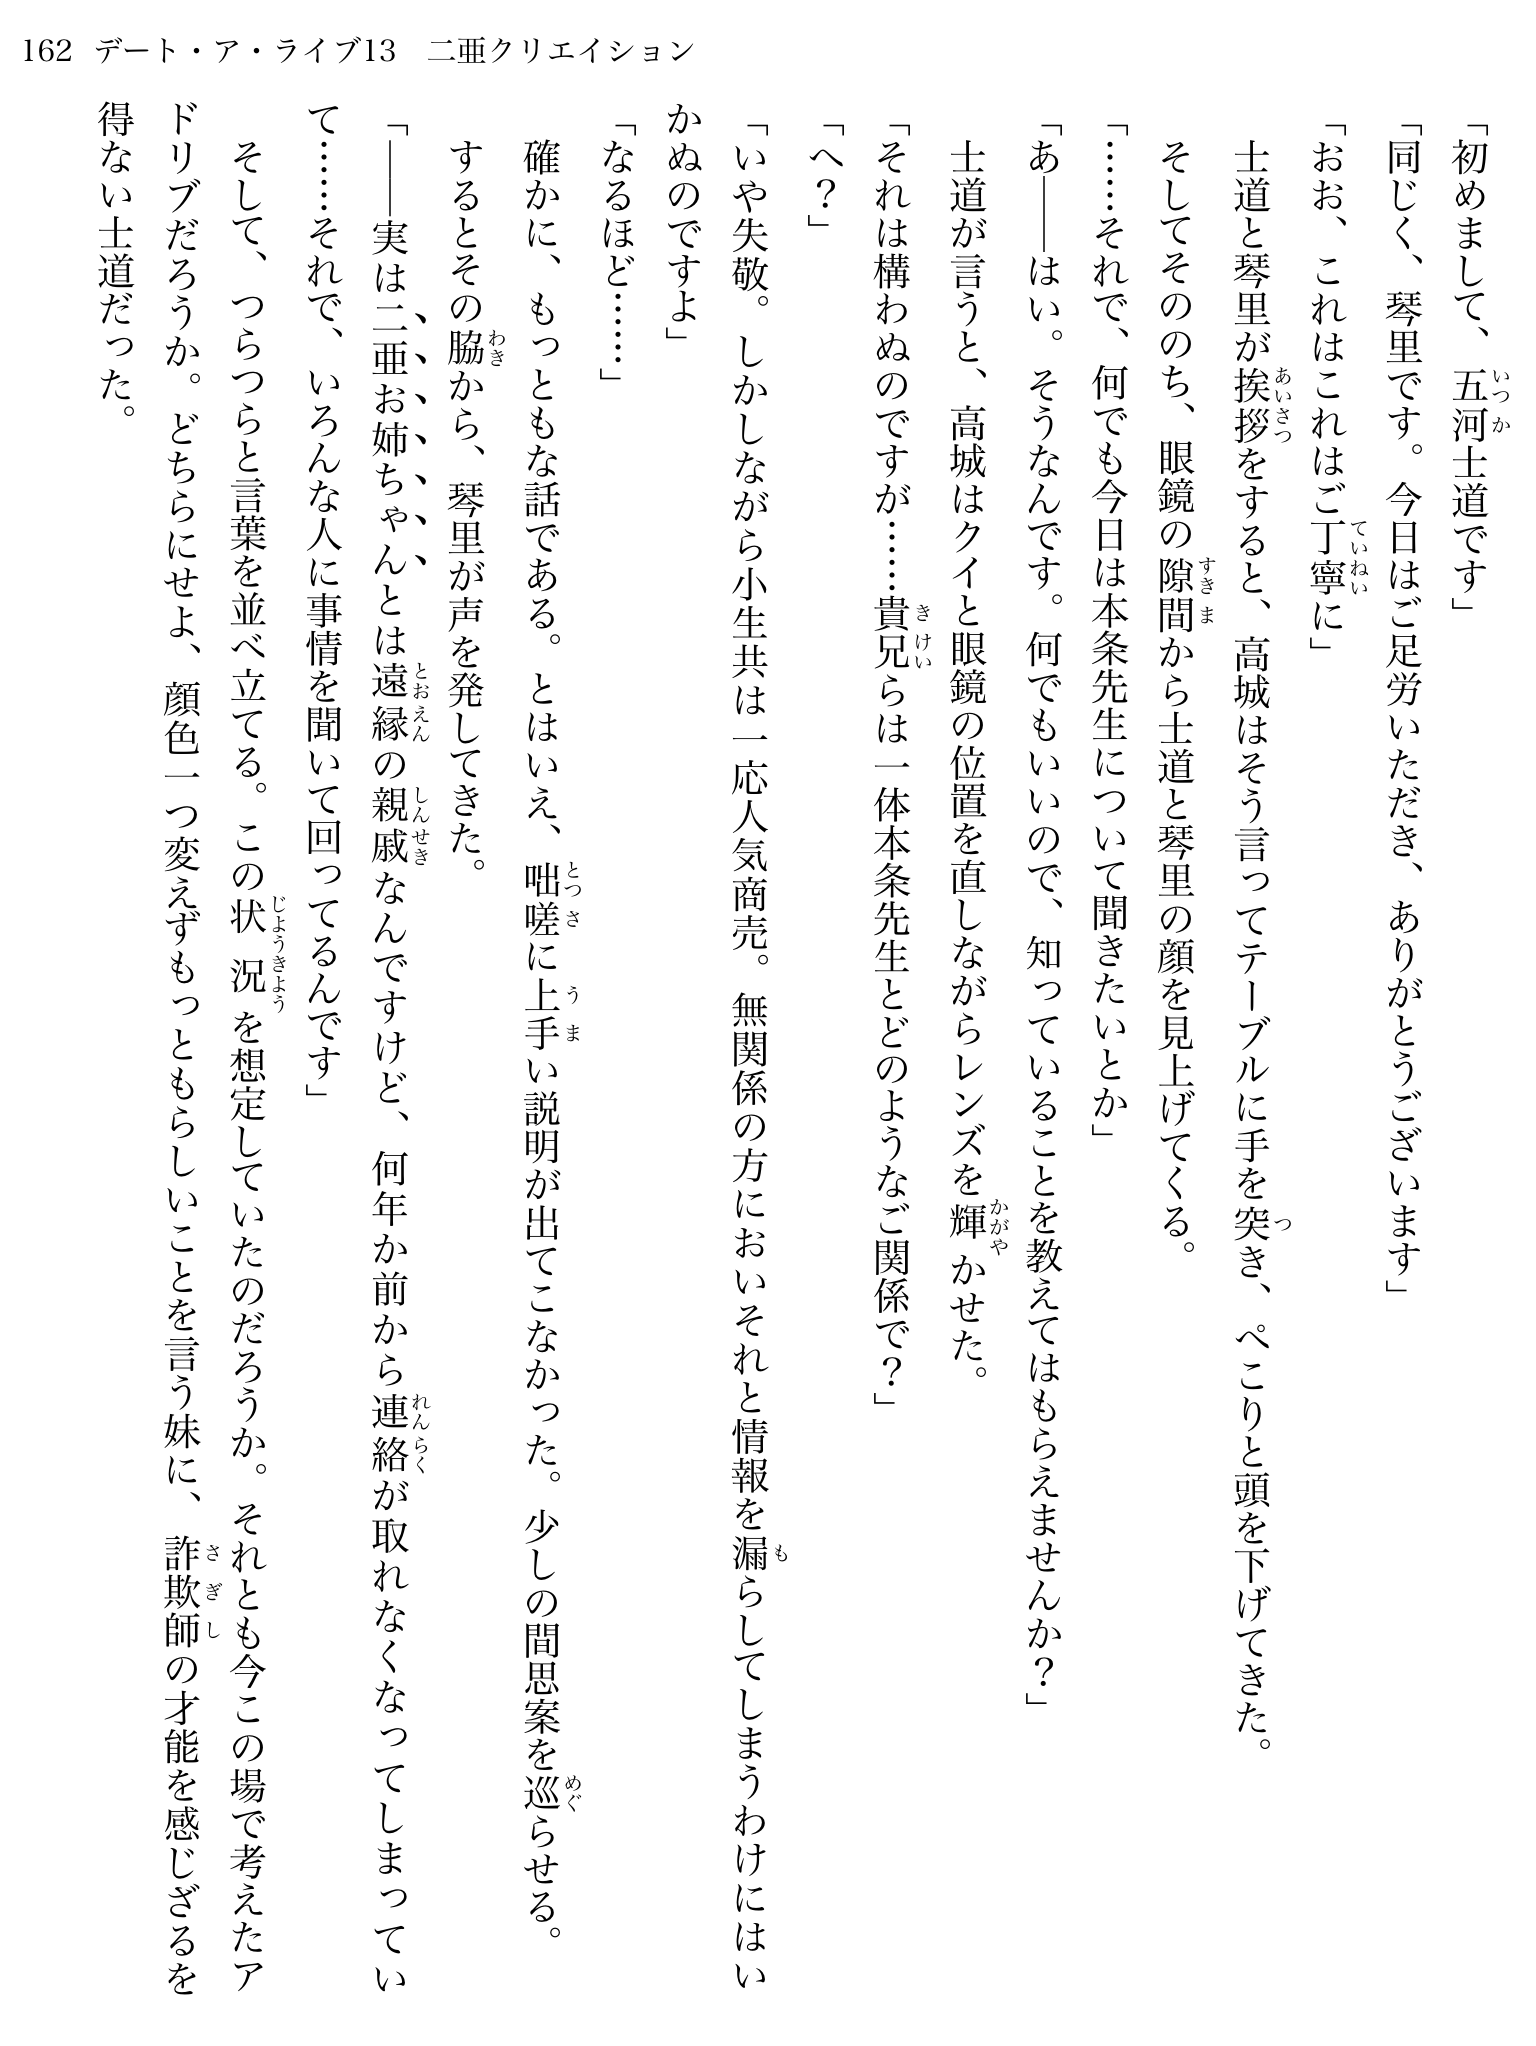 162 デート・ア・ライブ13　二亜クリエイション
「初めまして、五河士道です」
「同じく、琴里です。今日はご足労いただき、ありがとうございます」
「おお、これはこれはご丁寧に」
　士道と琴里が挨拶をすると、高城はそう言ってテーブルに手を突き、ぺこりと頭を下げてきた。
　そしてそののち、眼鏡の隙間から士道と琴里の顔を見上げてくる。
「……それで、何でも今日は本条先生について聞きたいとか」
「あ――はい。そうなんです。何でもいいので、知っていることを教えてはもらえませんか？」
　士道が言うと、高城はクイと眼鏡の位置を直しながらレンズを輝かせた。
「それは構わぬのですが……貴兄らは一体本条先生とどのようなご関係で？」
「へ？」
「いや失敬。しかしながら小生共は一応人気商売。無関係の方においそれと情報を漏らしてしまうわけにはい
かぬのですよ」
「なるほど……」
　確かに、もっともな話である。とはいえ、咄嗟に上手い説明が出てこなかった。少しの間思案を巡らせる。
　するとその脇から、琴里が声を発してきた。
「――実は二亜お姉ちゃんとは遠縁の親戚なんですけど、何年か前から連絡が取れなくなってしまってい
て……それで、いろんな人に事情を聞いて回ってるんです」
　そして、つらつらと言葉を並べ立てる。この状況を想定していたのだろうか。それとも今この場で考えたア
ドリブだろうか。どちらにせよ、顔色一つ変えずもっともらしいことを言う妹に、詐欺師の才能を感じざるを
得ない士道だった。